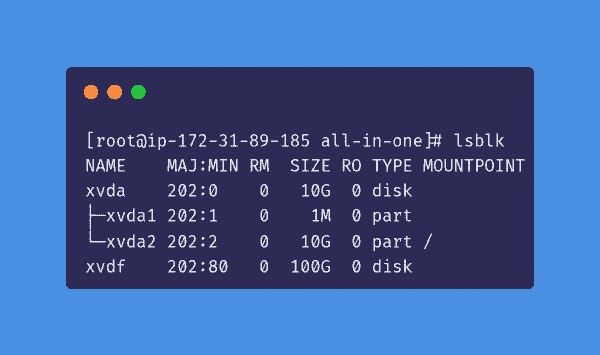 [root@ip-172-31-89-185 all-in-one]# lsblk
NAME    MAJ:MIN RM  SIZE RO TYPE MOUNTPOINT
xvda    202:0    0   10G  0 disk
├─xvda1 202:1    0    1M  0 part
└─xvda2 202:2    0   10G  0 part /
xvdf    202:80   0  100G  0 disk